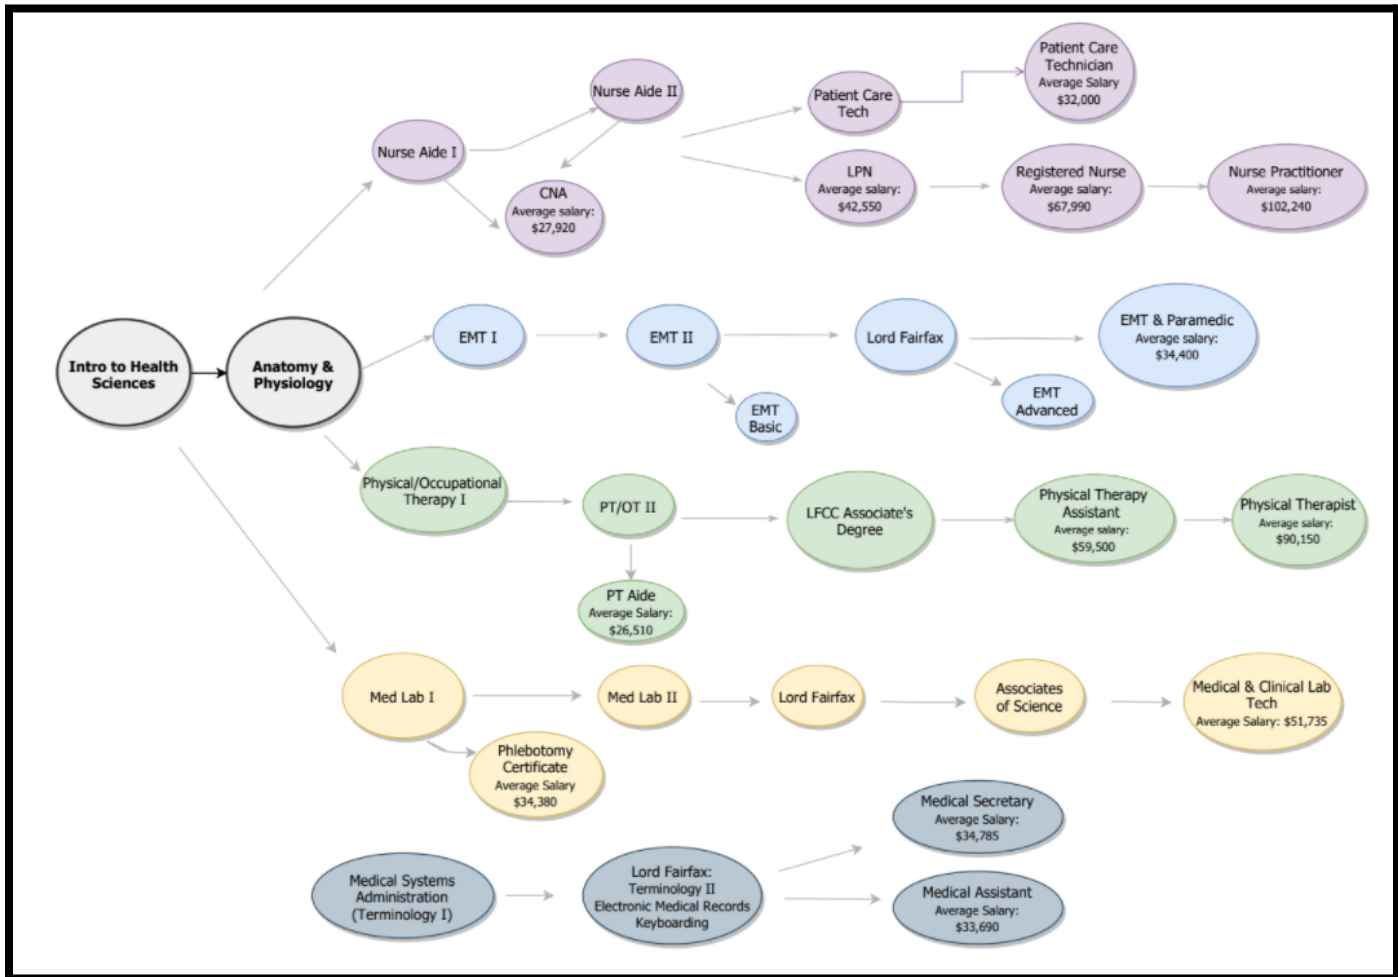 Intro to Health
Sciences
Anatomy &
Physiology
Nurse Aide I
Nurse Aide II
CNA
Average salary:
$27,920
Patient Care
Tech
Patient Care
Technician
Average Salary
$32,000
LPN
Average salary:
$42,550
Registered Nurse
Average salary:
$67,990
Nurse Practitioner
Average salary:
$102,240
EMT I
EMT II
EMT
Basic
Lord Fairfax
EMT & Paramedic
Average salary:
$34,400
EMT
Advanced
Physical/Occupational
Therapy I
PT/OT II
PT Aide
Average Salary:
$26,510
LFCC Associate's
Degree
Physical Therapy
Assistant
Average salary:
$59,500
Physical Therapist
Average salary:
$90,150
Med Lab I
Phlebotomy
Certificate
Average Salary
$34,380
Med Lab II
Lord Fairfax
Associates
of Science
Medical & Clinical Lab
Tech
Average Salary: $51,735
Medical Systems
Administration
(Terminology I)
Lord Fairfax:
Terminology II
Electronic Medical Records
Keyboarding
Medical Secretary
Average Salary:
$34,785
Medical Assistant
Average Salary:
$33,690